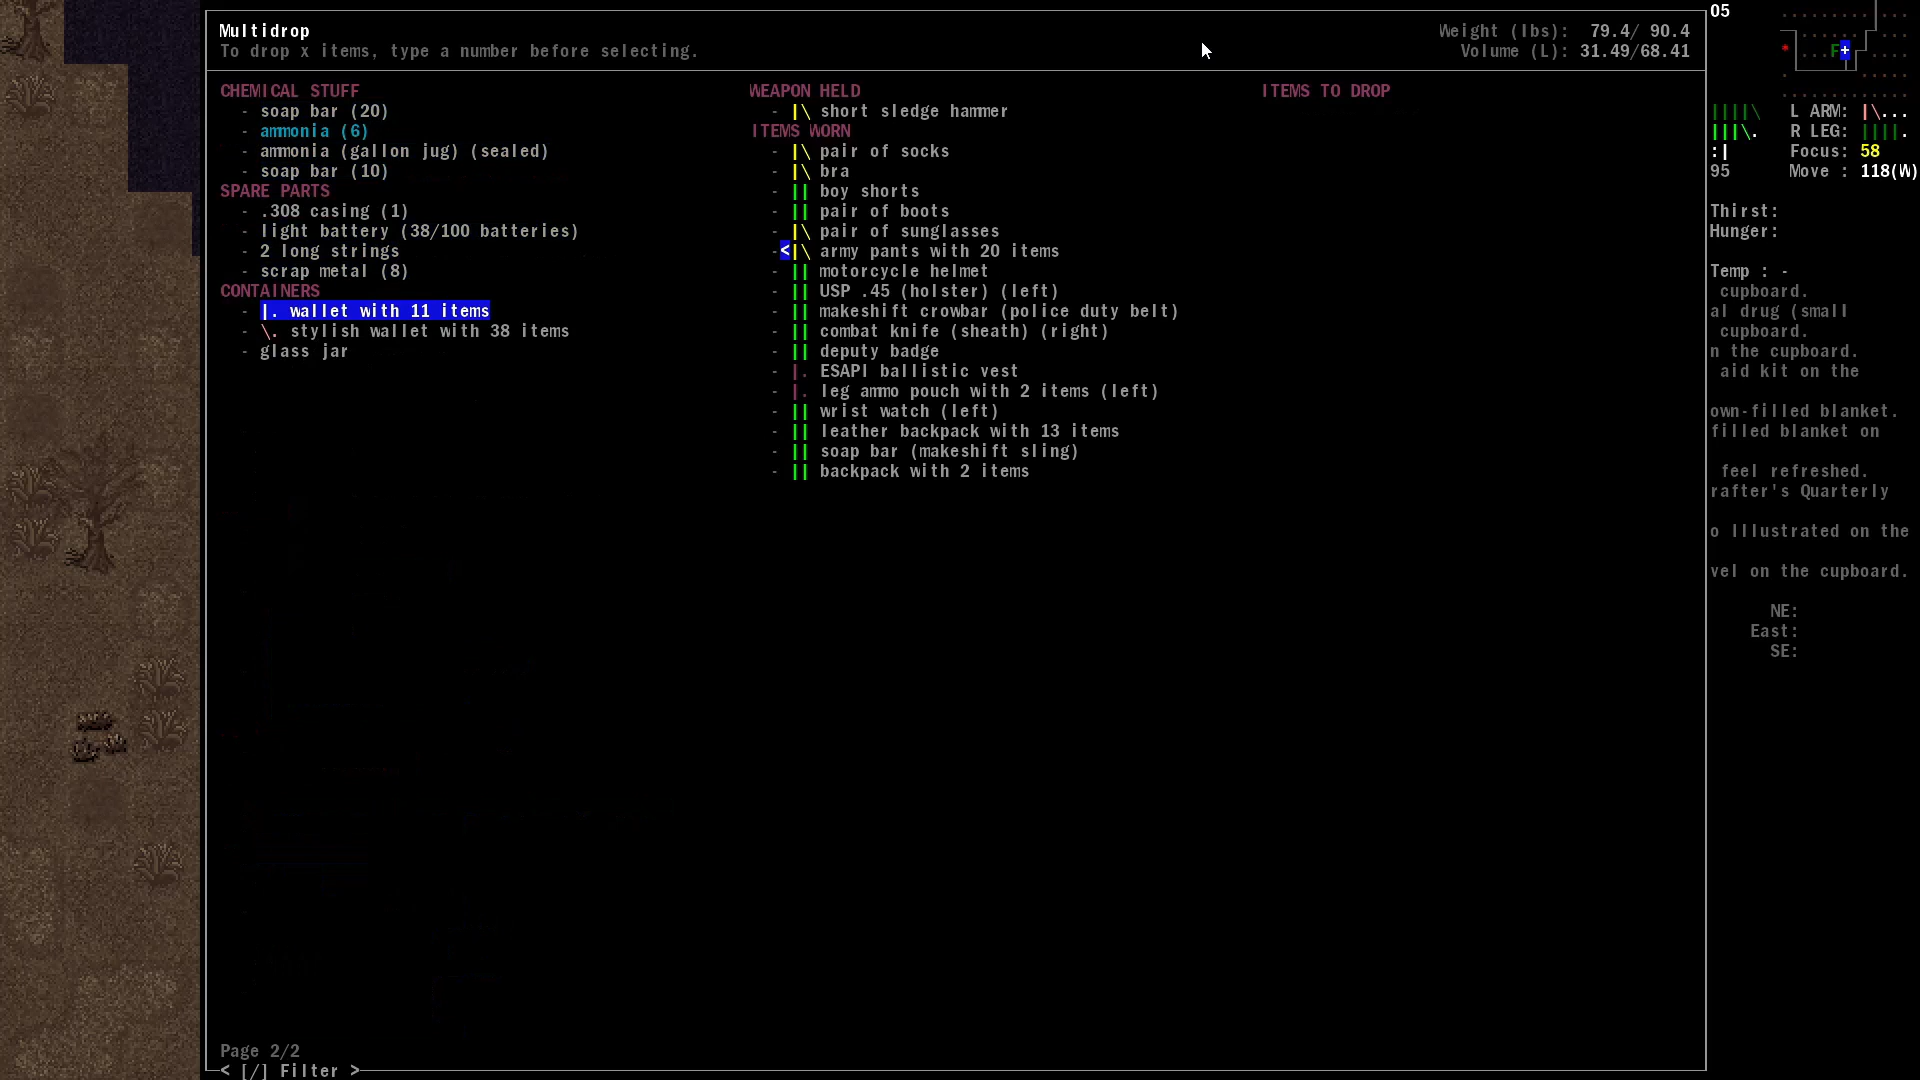 Multidrop
To drop x items, type a number before selecting.
Weight (lbs): 79.4/ 90.4
Volume (L): 31.49/68.41
CHEMICAL STUFF
- soap bar (20)
- ammonia (6)
- ammonia (gallon jug) (sealed)
- soap bar (10)
SPARE PARTS
- .308 casing (1)
- light battery (38/100 batteries)
- 2 long strings
- scrap metal (8)
CONTAINERS
- |. wallet with 11 items
- \. stylish wallet with 38 items
- glass jar
WEAPON HELD
- |\ short sledge hammer
ITEMS WORN
- |\ pair of socks
- |\ bra
- || boy shorts
- || pair of boots
- |\ pair of sunglasses
-<|\ army pants with 20 items
- || motorcycle helmet
- || USP .45 (holster) (left)
- || makeshift crowbar (police duty belt)
- || combat knife (sheath) (right)
- || deputy badge
- |. ESAPI ballistic vest
- |. leg ammo pouch with 2 items (left)
- || wrist watch (left)
- || leather backpack with 13 items
- || soap bar (makeshift sling)
- || backpack with 2 items
ITEMS TO DROP
Page 2/2
< [/] Filter >
05
F+
||||\ L ARM: |\...
|||\. R LEG: ||||.
:| Focus: 58
95 Move : 118(W)
Thirst:
Hunger:
Temp : -
cupboard.
al drug (small
cupboard.
n the cupboard.
aid kit on the
own-filled blanket.
filled blanket on
feel refreshed.
rafter's Quarterly
o Illustrated on the
vel on the cupboard.
NE:
East:
SE: